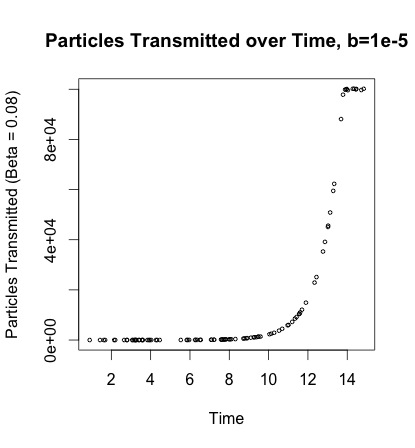 Particles Transmitted over Time, b=1e-5
Particles Transmitted (Beta = 0.08)
8e+04
4e+04
0e+00
2 4 6 8 10 12 14
Time